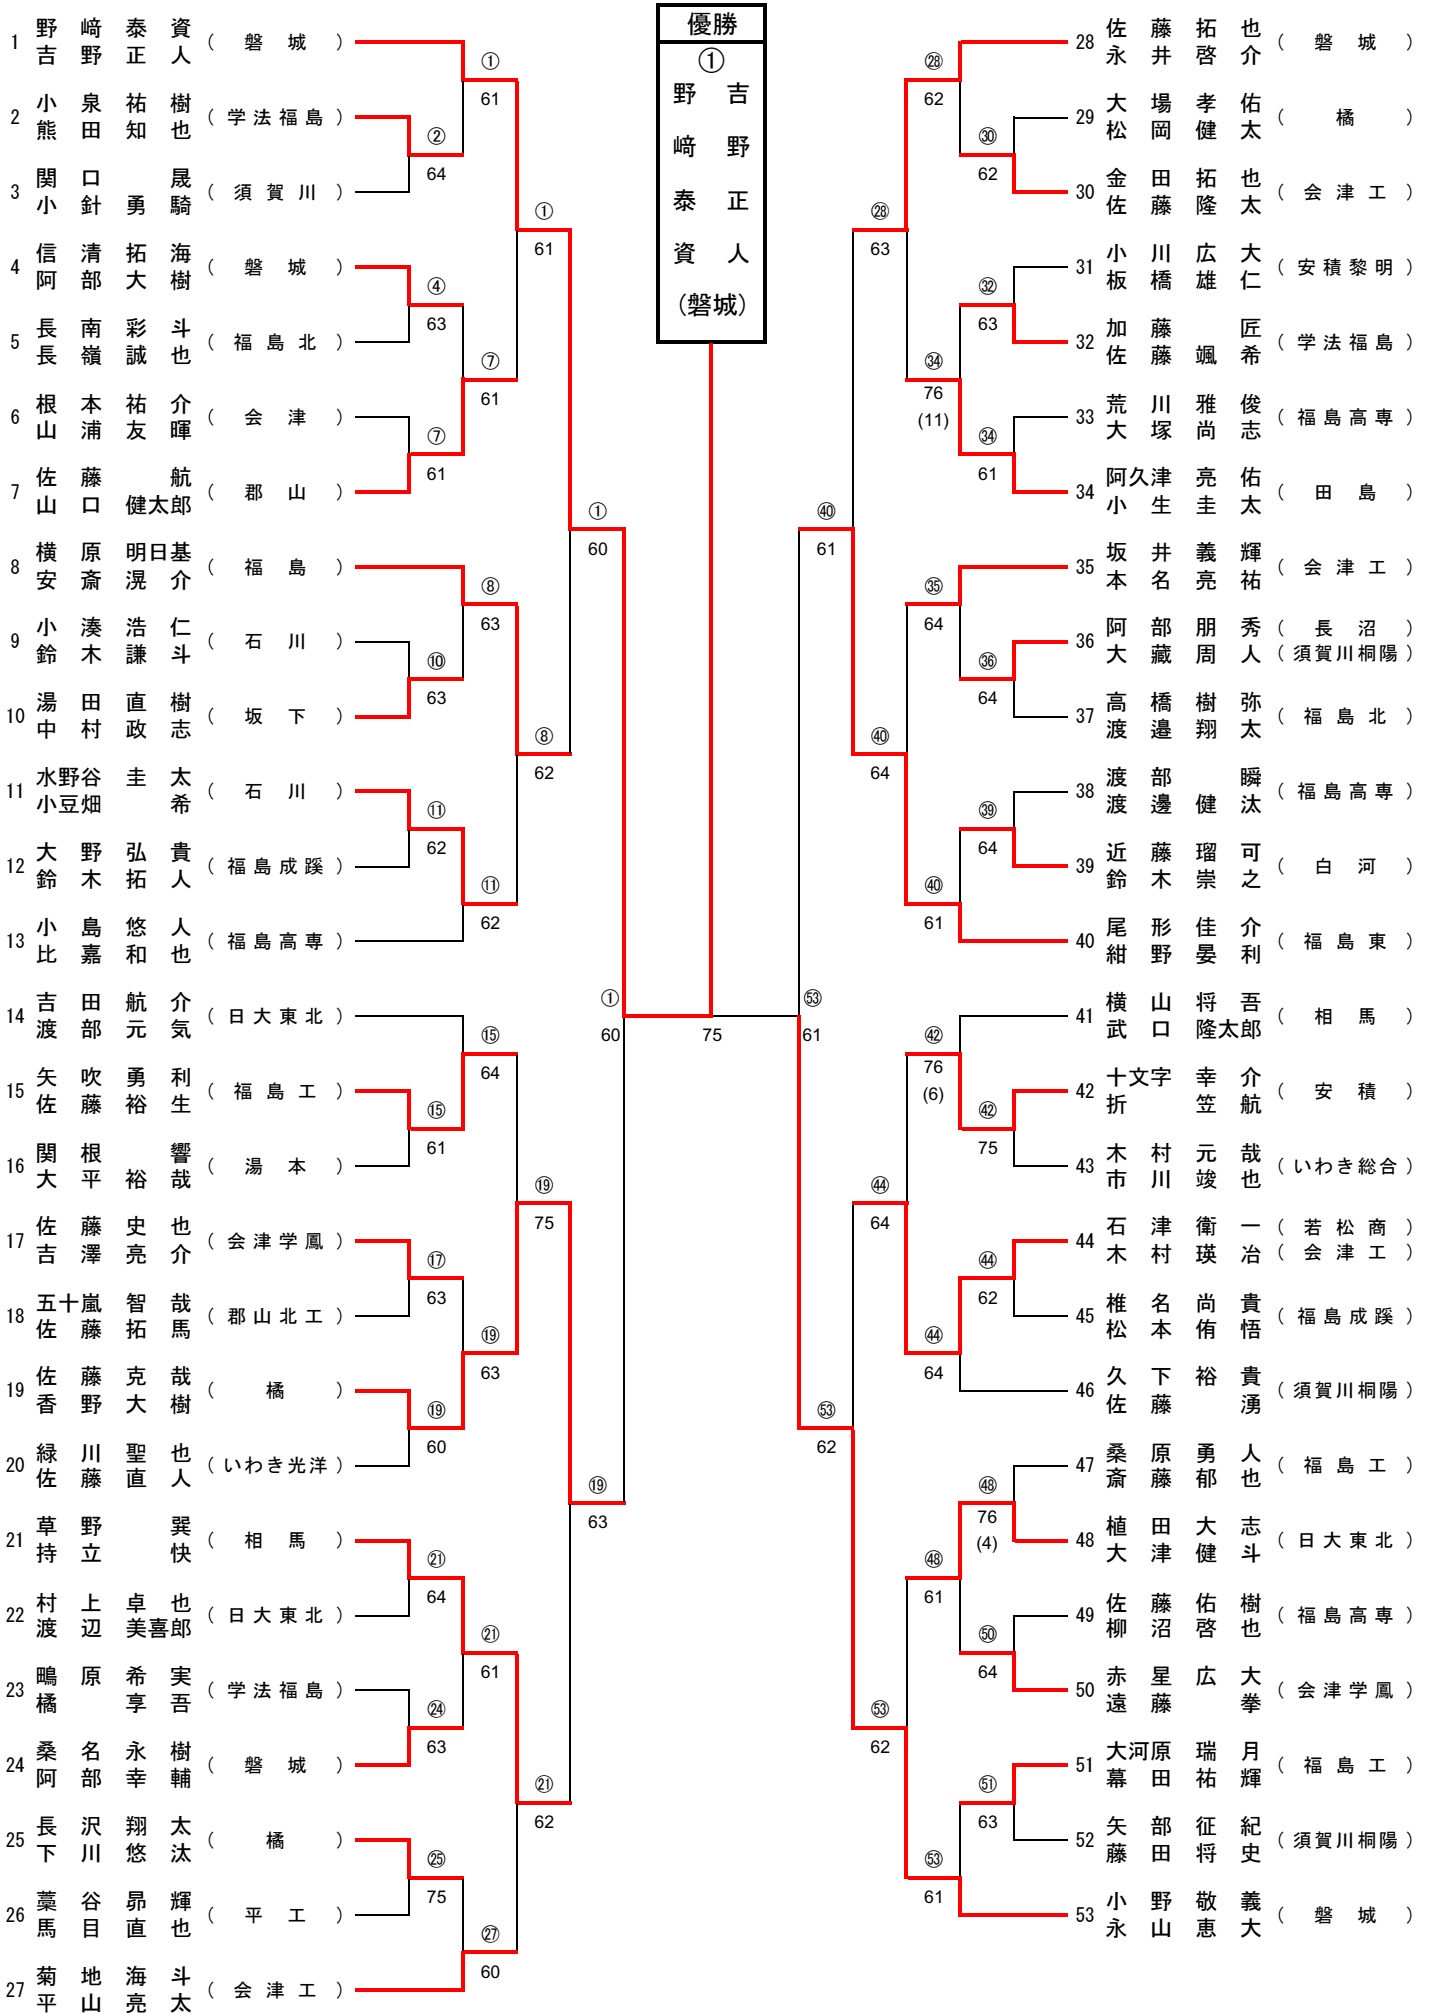 優勝
①
野 吉
﨑 野
泰 正
資 人
(磐城)
1 野﨑泰資 ( 磐城 )
吉野正人
2 小泉祐樹 ( 学法福島 )
熊田知也
3 関口晟 ( 須賀川 )
小針勇騎
4 信清拓海 ( 磐城 )
阿部大樹
5 長南彩斗 ( 福島北 )
長嶺誠也
6 根本祐介 ( 会津 )
山浦友暉
7 佐藤航 ( 郡山 )
山口健太郎
8 横原明日基 ( 福島 )
安斎滉介
9 小湊浩仁 ( 石川 )
鈴木謙斗
10 湯田直樹 ( 坂下 )
中村政志
11 水野谷圭太 ( 石川 )
小豆畑希
12 大野弘貴 ( 福島成蹊 )
鈴木拓人
13 小島悠人 ( 福島高専 )
比嘉和也
14 吉田航介 ( 日大東北 )
渡部元気
15 矢吹勇利 ( 福島工 )
佐藤裕生
16 関根響 ( 湯本 )
大平裕哉
17 佐藤史也 ( 会津学鳳 )
吉澤亮介
18 五十嵐智哉 ( 郡山北工 )
佐藤拓馬
19 佐藤克哉 ( 橘 )
香野大樹
20 緑川聖也 ( いわき光洋 )
佐藤直人
21 草野巽 ( 相馬 )
持立快
22 村上卓也 ( 日大東北 )
渡辺美喜郎
23 鴫原希実 ( 学法福島 )
橘享吾
24 桑名永樹 ( 磐城 )
阿部幸輔
25 長沢翔太 ( 橘 )
下川悠汰
26 藁谷昴輝 ( 平工 )
馬目直也
27 菊地海斗 ( 会津工 )
平山亮太
② 64
④ 63
⑦ 61
⑩ 63
⑪ 62
⑮ 61
⑰ 63
⑲ 60
㉑ 64
㉔ 63
㉕ 75
① 61
⑦ 61
⑧ 63
⑪ 62
⑮ 64
⑲ 63
㉑ 61
㉗ 60
① 61
⑧ 62
⑲ 75
㉑ 62
① 60
⑲ 63
① 60
75
㊾ 61
28 佐藤拓也 ( 磐城 )
永井啓介
29 大場孝佑 ( 橘 )
松岡健太
30 金田拓也 ( 会津工 )
佐藤隆太
31 小川広大 ( 安積黎明 )
板橋雄仁
32 加藤匠 ( 学法福島 )
佐藤颯希
33 荒川雅俊 ( 福島高専 )
大塚尚志
34 阿久津亮佑 ( 田島 )
小生圭太
35 坂井義輝 ( 会津工 )
本名亮祐
36 阿部朋秀 ( 長沼 )
大藏周人 ( 須賀川桐陽 )
37 高橋樹弥 ( 福島北 )
渡邉翔太
38 渡部瞬 ( 福島高専 )
渡邊健汰
39 近藤瑠可 ( 白河 )
鈴木崇之
40 尾形佳介 ( 福島東 )
紺野晏利
41 横山将吾 ( 相馬 )
武口隆太郎
42 十文字幸介 ( 安積 )
折笠航
43 木村元哉 ( いわき総合 )
市川竣也
44 石津衛一 ( 若松商 )
木村瑛冶 ( 会津工 )
45 椎名尚貴 ( 福島成蹊 )
松本侑悟
46 久下裕貴 ( 須賀川桐陽 )
佐藤湧
47 桑原勇人 ( 福島工 )
斎藤郁也
48 植田大志 ( 日大東北 )
大津健斗
49 佐藤佑樹 ( 福島高専 )
柳沼啓也
50 赤星広大 ( 会津学鳳 )
遠藤拳
51 大河原瑞月 ( 福島工 )
幕田祐輝
52 矢部征紀 ( 須賀川桐陽 )
藤田将史
53 小野敬義 ( 磐城 )
永山恵大
㉚ 62
㉜ 63
㉞ 61
㊱ 64
㊴ 64
㊷ 75
㊹ 62
㊽ 76 (4)
㊿ 64
51 63
㉘ 62
㉞ 76 (11)
㉟ 64
㊵ 61
㊷ 76 (6)
㊹ 64
㊽ 61
53 61
㉘ 63
㊵ 64
㊹ 64
53 62
㊵ 61
53 62